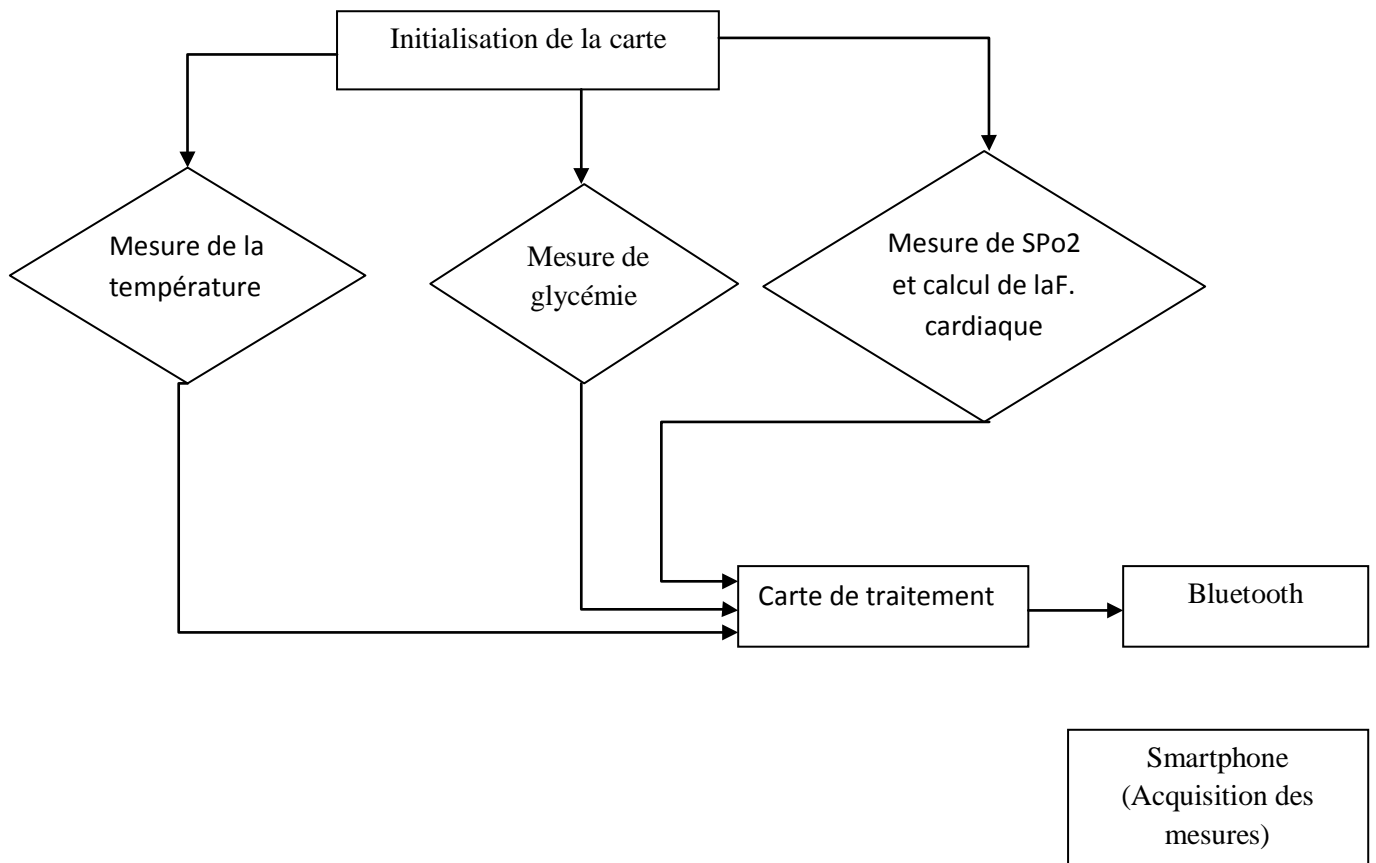 Initialisation de la carte
Mesure de la
température
Mesure de
glycémie
Mesure de SPo2
et calcul de laF.
cardiaque
Carte de traitement
Bluetooth
Smartphone
(Acquisition des
mesures)